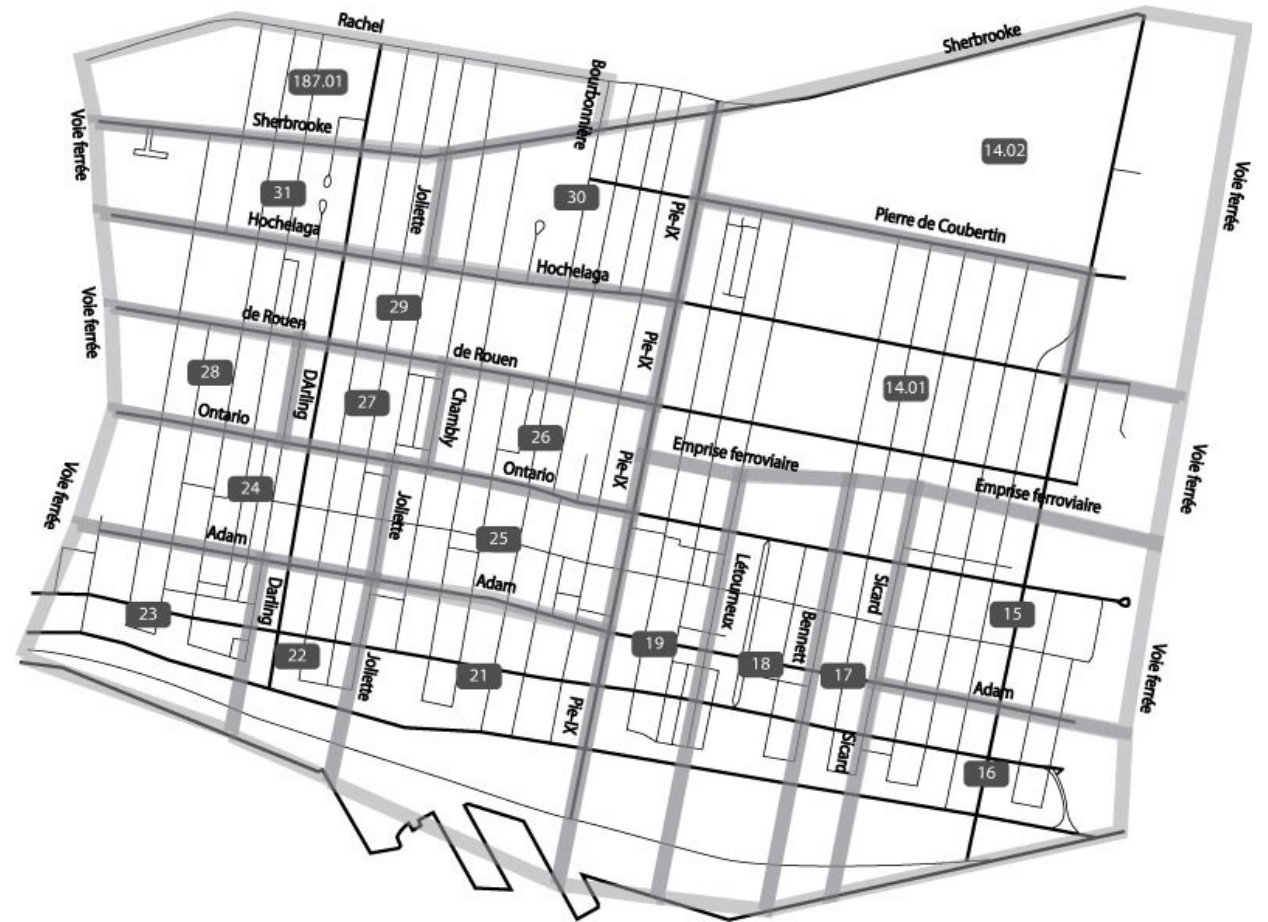 Rachel
Sherbrooke
Bourbonnière
187.01
Voie ferrée
Sherbrooke
14.02
Voie ferrée
31
Joliette
30
Pie-IX
Pierre de Coubertin
Hochelaga
Hochelaga
Voie ferrée
29
de Rouen
de Rouen
Pie-IX
28
DArling
27
Chambly
14.01
Ontario
26
Emprise ferroviaire
Voie ferrée
Voie ferrée
24
Ontario
Pie-IX
Emprise ferroviaire
Joliette
Adam
25
Adam
Létourneux
Sicard
15
23
Darling
Bennett
19
18
17
Voie ferrée
22
Joliette
21
Pie-IX
Adam
Sicard
16